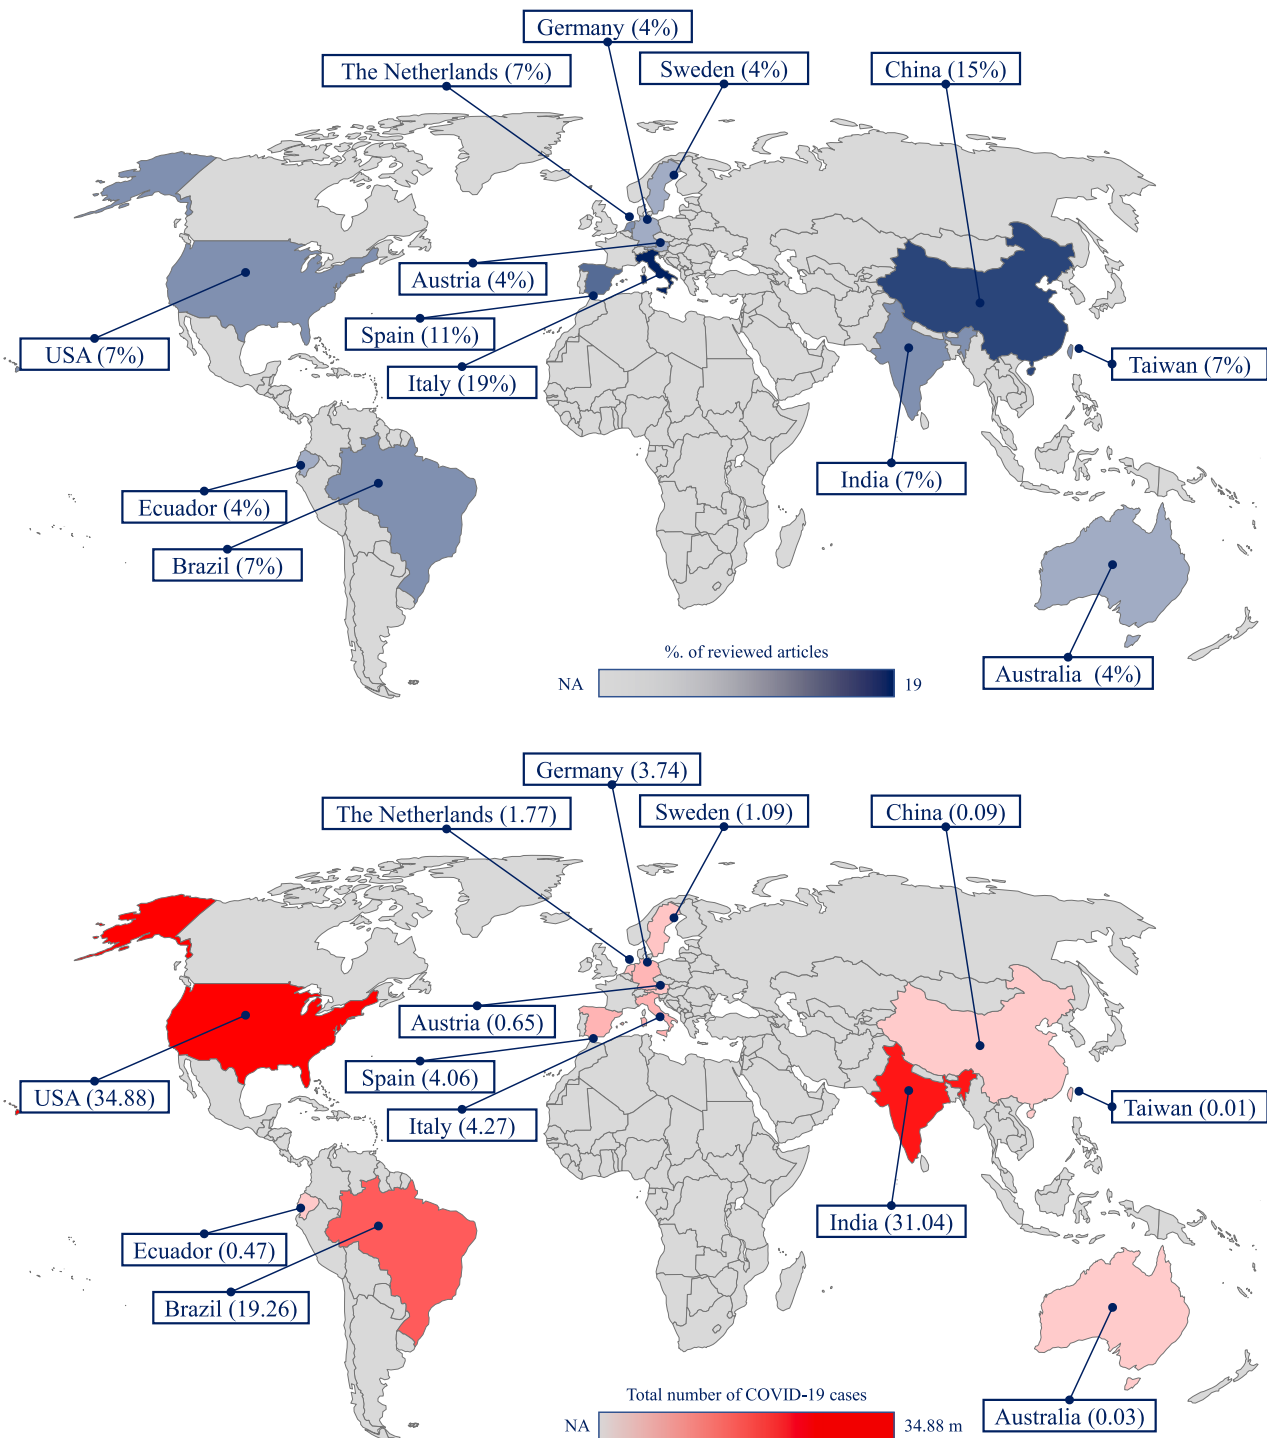 Germany (4%)
The Netherlands (7%)
Sweden (4%)
China (15%)
Austria (4%)
Spain (11%)
USA (7%)
Italy (19%)
Taiwan (7%)
India (7%)
Ecuador (4%)
Brazil (7%)
Australia (4%)
%. of reviewed articles
NA
19
Germany (3.74)
The Netherlands (1.77)
Sweden (1.09)
China (0.09)
Austria (0.65)
Spain (4.06)
USA (34.88)
Italy (4.27)
Taiwan (0.01)
India (31.04)
Ecuador (0.47)
Brazil (19.26)
Australia (0.03)
Total number of COVID-19 cases
NA
34.88 m